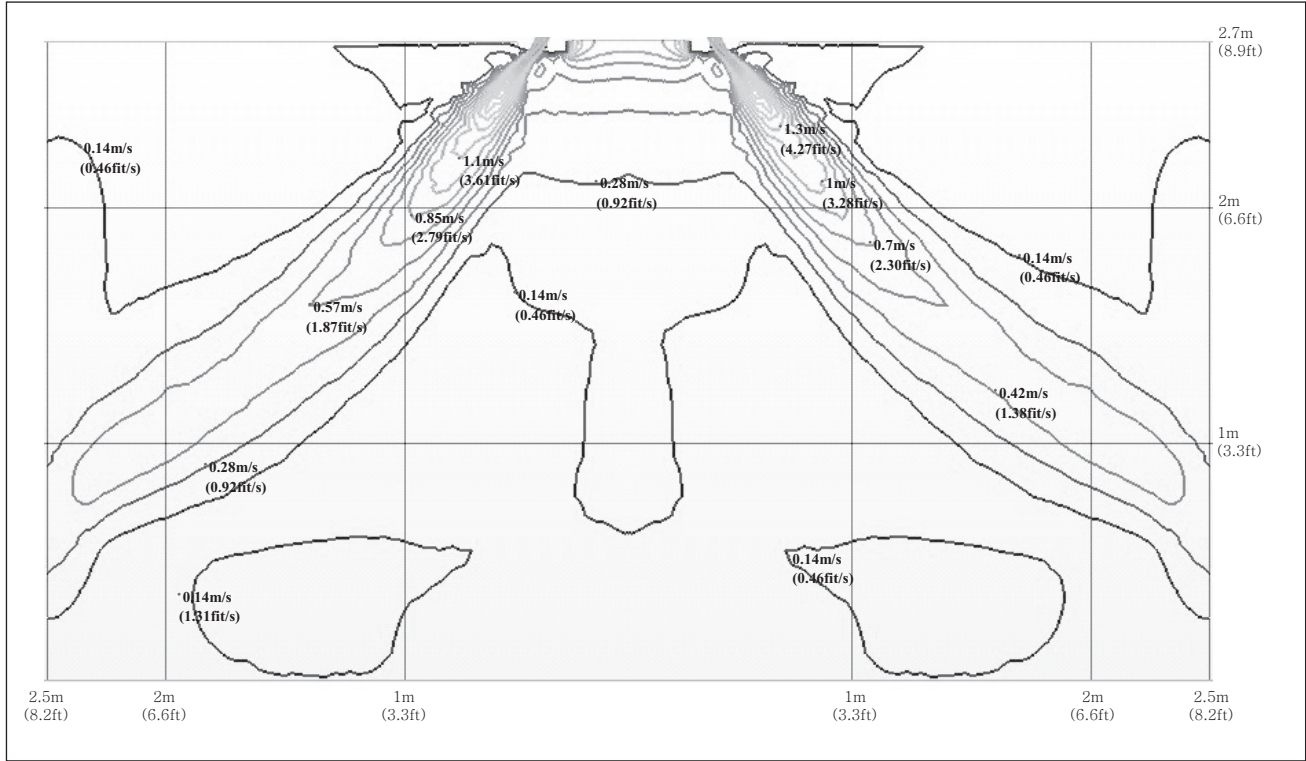 2.7m
(8.9ft)
1.3m/s
(4.27fit/s)
0.14m/s
(0.46fit/s)
1.1m/s
(3.61fit/s)
0.28m/s
(0.92fit/s)
1m/s
(3.28fit/s)
2m
(6.6ft)
0.85m/s
(2.79fit/s)
0.7m/s
(2.30fit/s)
0.14m/s
(0.46fit/s)
0.14m/s
(0.46fit/s)
0.57m/s
(1.87fit/s)
0.42m/s
(1.38fit/s)
1m
(3.3ft)
0.28m/s
(0.92fit/s)
0.14m/s
(0.46fit/s)
0.14m/s
(1.31fit/s)
2.5m
(8.2ft)
2m
(6.6ft)
1m
(3.3ft)
1m
(3.3ft)
2m
(6.6ft)
2.5m
(8.2ft)